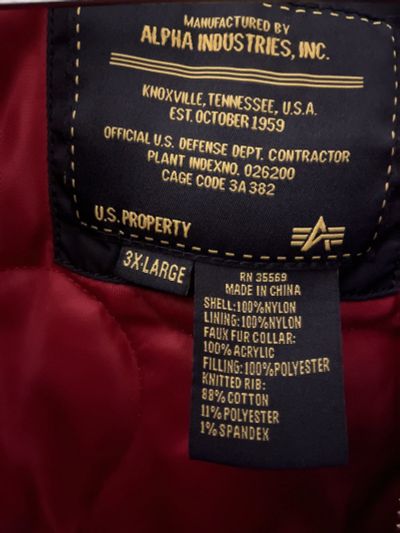 MANUFACTURED BY
ALPHA INDUSTRIES, INC.
KNOXVILLE, TENNESSEE, U.S.A.
EST. OCTOBER 1959
OFFICIAL U.S. DEFENSE DEPT. CONTRACTOR
PLANT INDEXNO. 026200
CAGE CODE 3A 382
U.S. PROPERTY
3X-LARGE
RN 35569
MADE IN CHINA
SHELL:100%NYLON
LINING:100%NYLON
FAUX FUR COLLAR:
100% ACRYLIC
FILLING:100%POLYESTER
KNITTED RIB:
88% COTTON
11% POLYESTER
1% SPANDEX